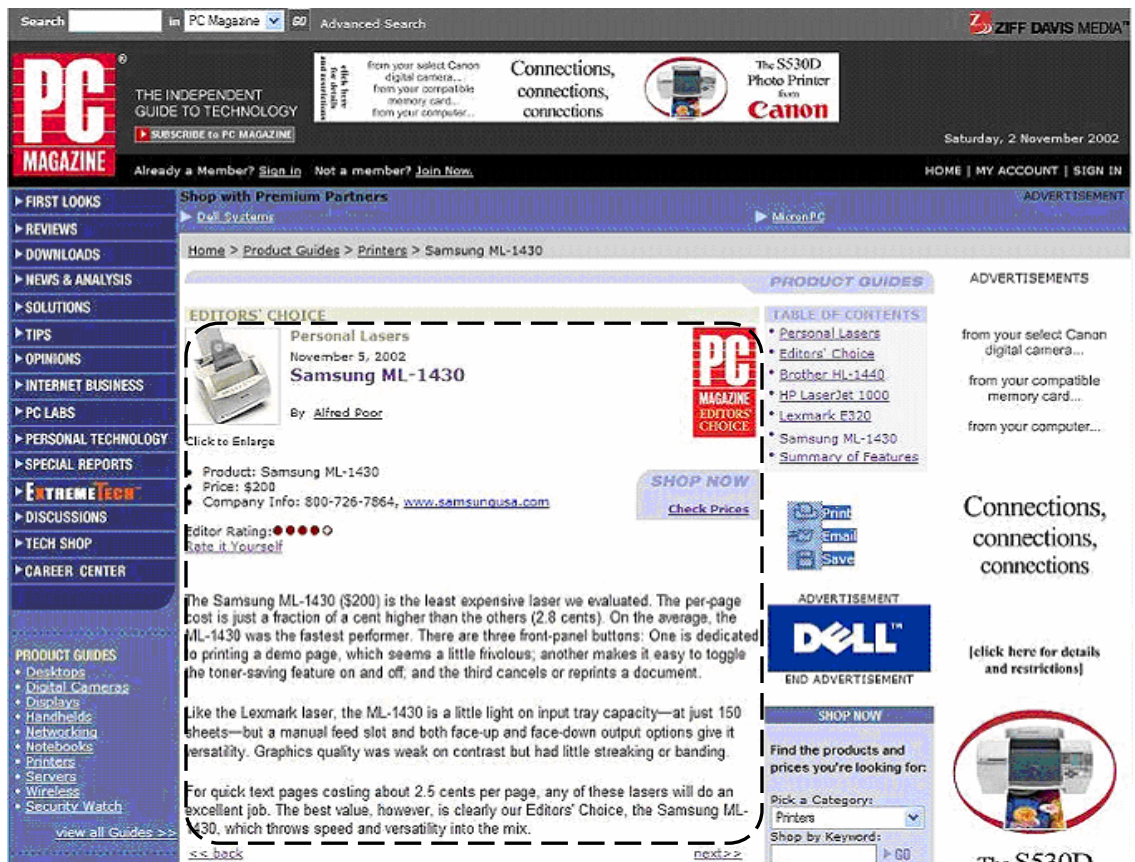 Search in PC Magazine GO Advanced Search
ZIFF DAVIS MEDIA™
PC
MAGAZINE
®
THE INDEPENDENT
GUIDE TO TECHNOLOGY
SUBSCRIBE to PC MAGAZINE
click here
for details
and restrictions
from your select Canon
digital camera...
from your compatible
memory card...
from your computer...
Connections,
connections,
connections
The S530D
Photo Printer
from
Canon
Saturday, 2 November 2002
Already a Member? Sign in Not a member? Join Now.
HOME | MY ACCOUNT | SIGN IN
FIRST LOOKS
REVIEWS
DOWNLOADS
NEWS & ANALYSIS
SOLUTIONS
TIPS
OPINIONS
INTERNET BUSINESS
PC LABS
PERSONAL TECHNOLOGY
SPECIAL REPORTS
EXTREMETECH™
DISCUSSIONS
TECH SHOP
CAREER CENTER
PRODUCT GUIDES
• Desktops
• Digital Cameras
• Displays
• Handhelds
• Networking
• Notebooks
• Printers
• Servers
• Wireless
• Security Watch
view all Guides >>
Shop with Premium Partners
ADVERTISEMENT
Dell Systems
MicronPC
Home > Product Guides > Printers > Samsung ML-1430
PRODUCT GUIDES
EDITORS' CHOICE
Personal Lasers
November 5, 2002
Samsung ML-1430
By Alfred Poor
Click to Enlarge
PC
MAGAZINE
EDITORS'
CHOICE
• Product: Samsung ML-1430
• Price: $200
• Company Info: 800-726-7864, www.samsungusa.com
SHOP NOW
Check Prices
Editor Rating:
Rate it Yourself
The Samsung ML-1430 ($200) is the least expensive laser we evaluated. The per-page
cost is just a fraction of a cent higher than the others (2.8 cents). On the average, the
ML-1430 was the fastest performer. There are three front-panel buttons: One is dedicated
to printing a demo page, which seems a little frivolous; another makes it easy to toggle
the toner-saving feature on and off; and the third cancels or reprints a document.
Like the Lexmark laser, the ML-1430 is a little light on input tray capacity—at just 150
sheets—but a manual feed slot and both face-up and face-down output options give it
versatility. Graphics quality was weak on contrast but had little streaking or banding.
For quick text pages costing about 2.5 cents per page, any of these lasers will do an
excellent job. The best value, however, is clearly our Editors' Choice, the Samsung ML-
1430, which throws speed and versatility into the mix.
<< back
next>>
TABLE OF CONTENTS
• Personal Lasers
• Editors' Choice
• Brother HL-1440
• HP LaserJet 1000
• Lexmark E320
• Samsung ML-1430
• Summary of Features
Print
Email
Save
ADVERTISEMENT
DELL™
END ADVERTISEMENT
SHOP NOW
Find the products and
prices you're looking for:
Pick a Category:
Printers
Shop by Keyword:
GO
ADVERTISEMENTS
from your select Canon
digital camera...
from your compatible
memory card...
from your computer...
Connections,
connections,
connections
[click here for details
and restrictions]
The S530D